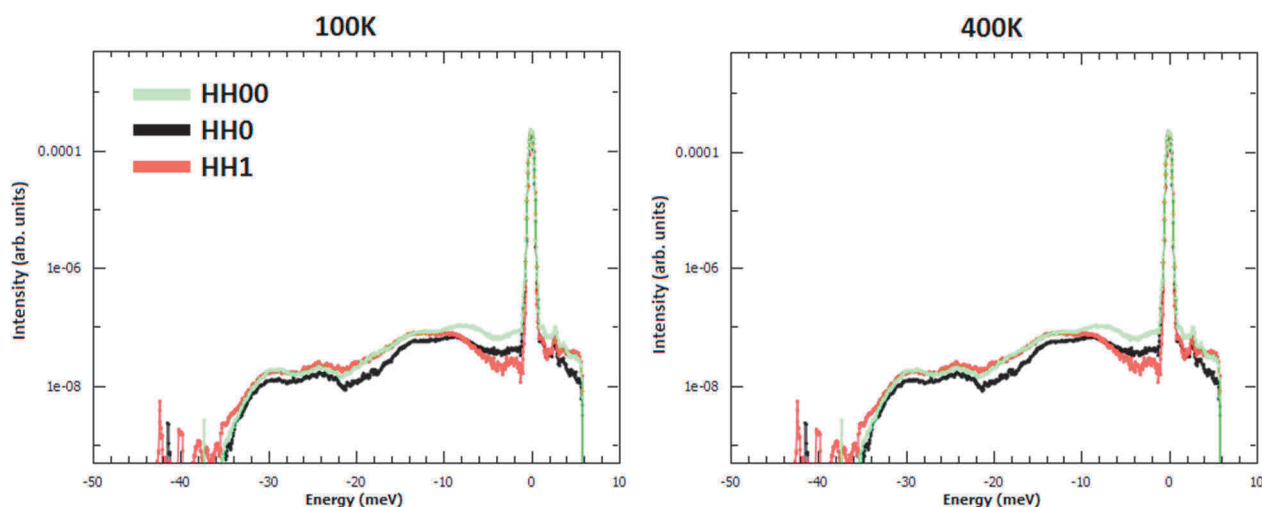 100K
400K
HH00
HH0
HH1
0.0001
1e-06
1e-08
Intensity (arb. units)
-50 -40 -30 -20 -10 0 10
Energy (meV)
0.0001
1e-06
1e-08
Intensity (arb. units)
-50 -40 -30 -20 -10 0 10
Energy (meV)